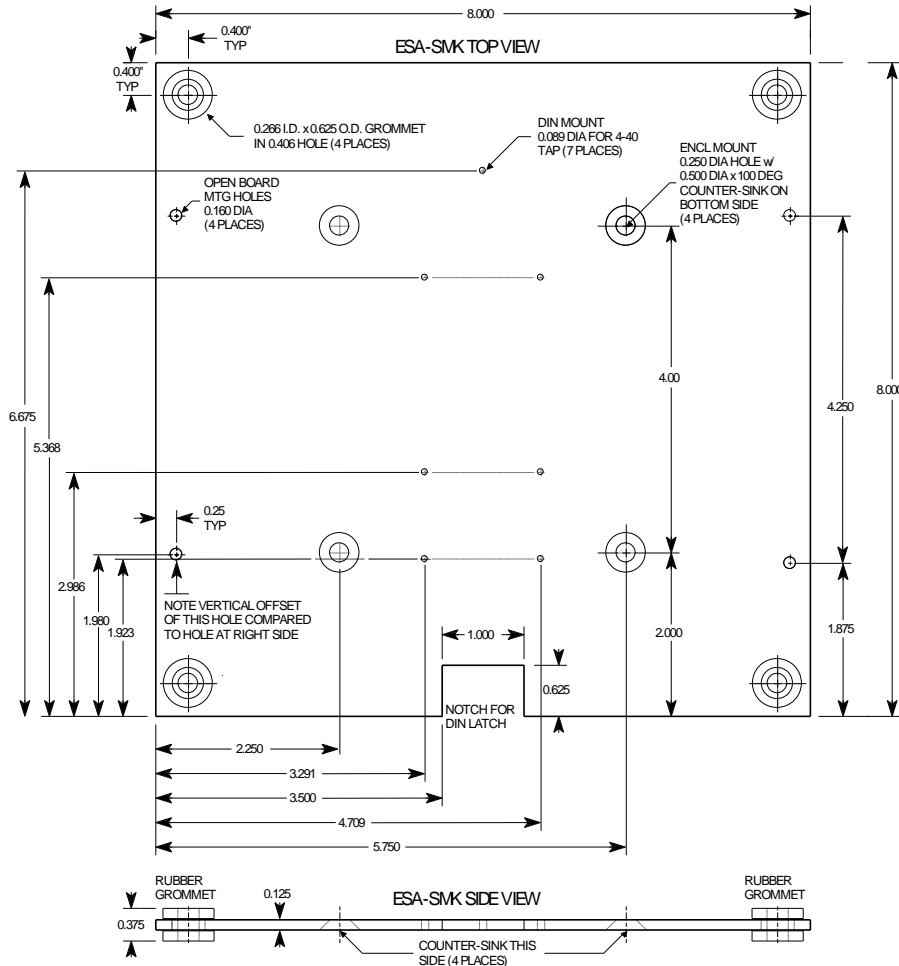 8.000
0.400"
TYP
ESA-SMK TOP VIEW
0.400"
TYP
0.266 I.D. x 0.625 O.D. GROMMET
IN 0.406 HOLE (4 PLACES)
DIN MOUNT
0.089 DIA FOR 4-40
TAP (7 PLACES)
ENCL MOUNT
0.250 DIA HOLE w/
0.500 DIA x 100 DEG
COUNTER-SINK ON
BOTTOM SIDE
(4 PLACES)
OPEN BOARD
MTG HOLES
0.160 DIA
(4 PLACES)
4.00
8.000
4.250
6.675
5.368
0.25
TYP
2.986
1.980
1.923
NOTE VERTICAL OFFSET
OF THIS HOLE COMPARED
TO HOLE AT RIGHT SIDE
1.000
2.000
1.875
0.625
NOTCH FOR
DIN LATCH
2.250
3.291
3.500
4.709
5.750
RUBBER
GROMMET
0.125
ESA-SMK SIDE VIEW
RUBBER
GROMMET
0.375
COUNTER-SINK THIS
SIDE (4 PLACES)